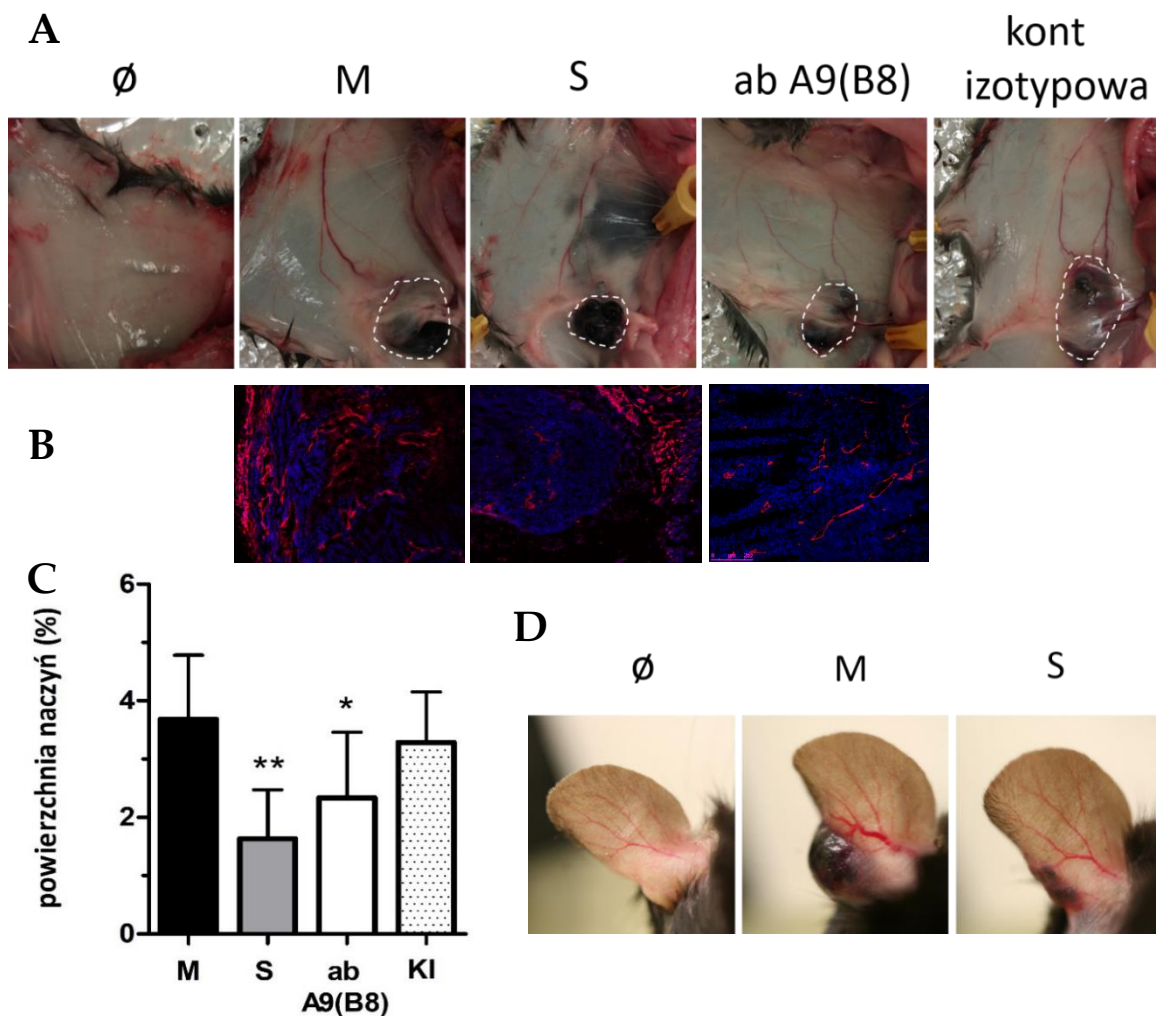 A
ø
M
S
ab A9(B8)
kont
izotypowa
B
C
powierzchnia naczyń (%)
6
4
2
0
**
*
M
S
ab
A9(B8)
KI
D
ø
M
S